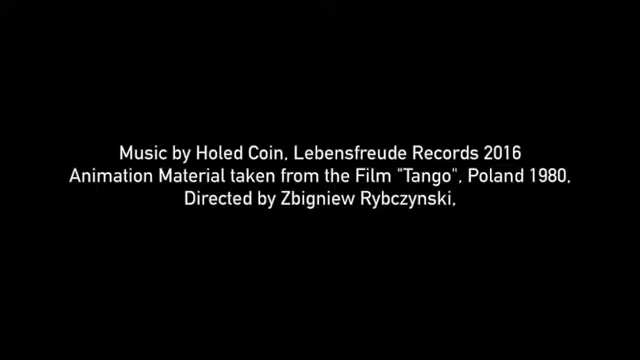 Music by Holed Coin, Lebensfreude Records 2016
Animation Material taken from the Film "Tango", Poland 1980,
Directed by Zbigniew Rybczynski,